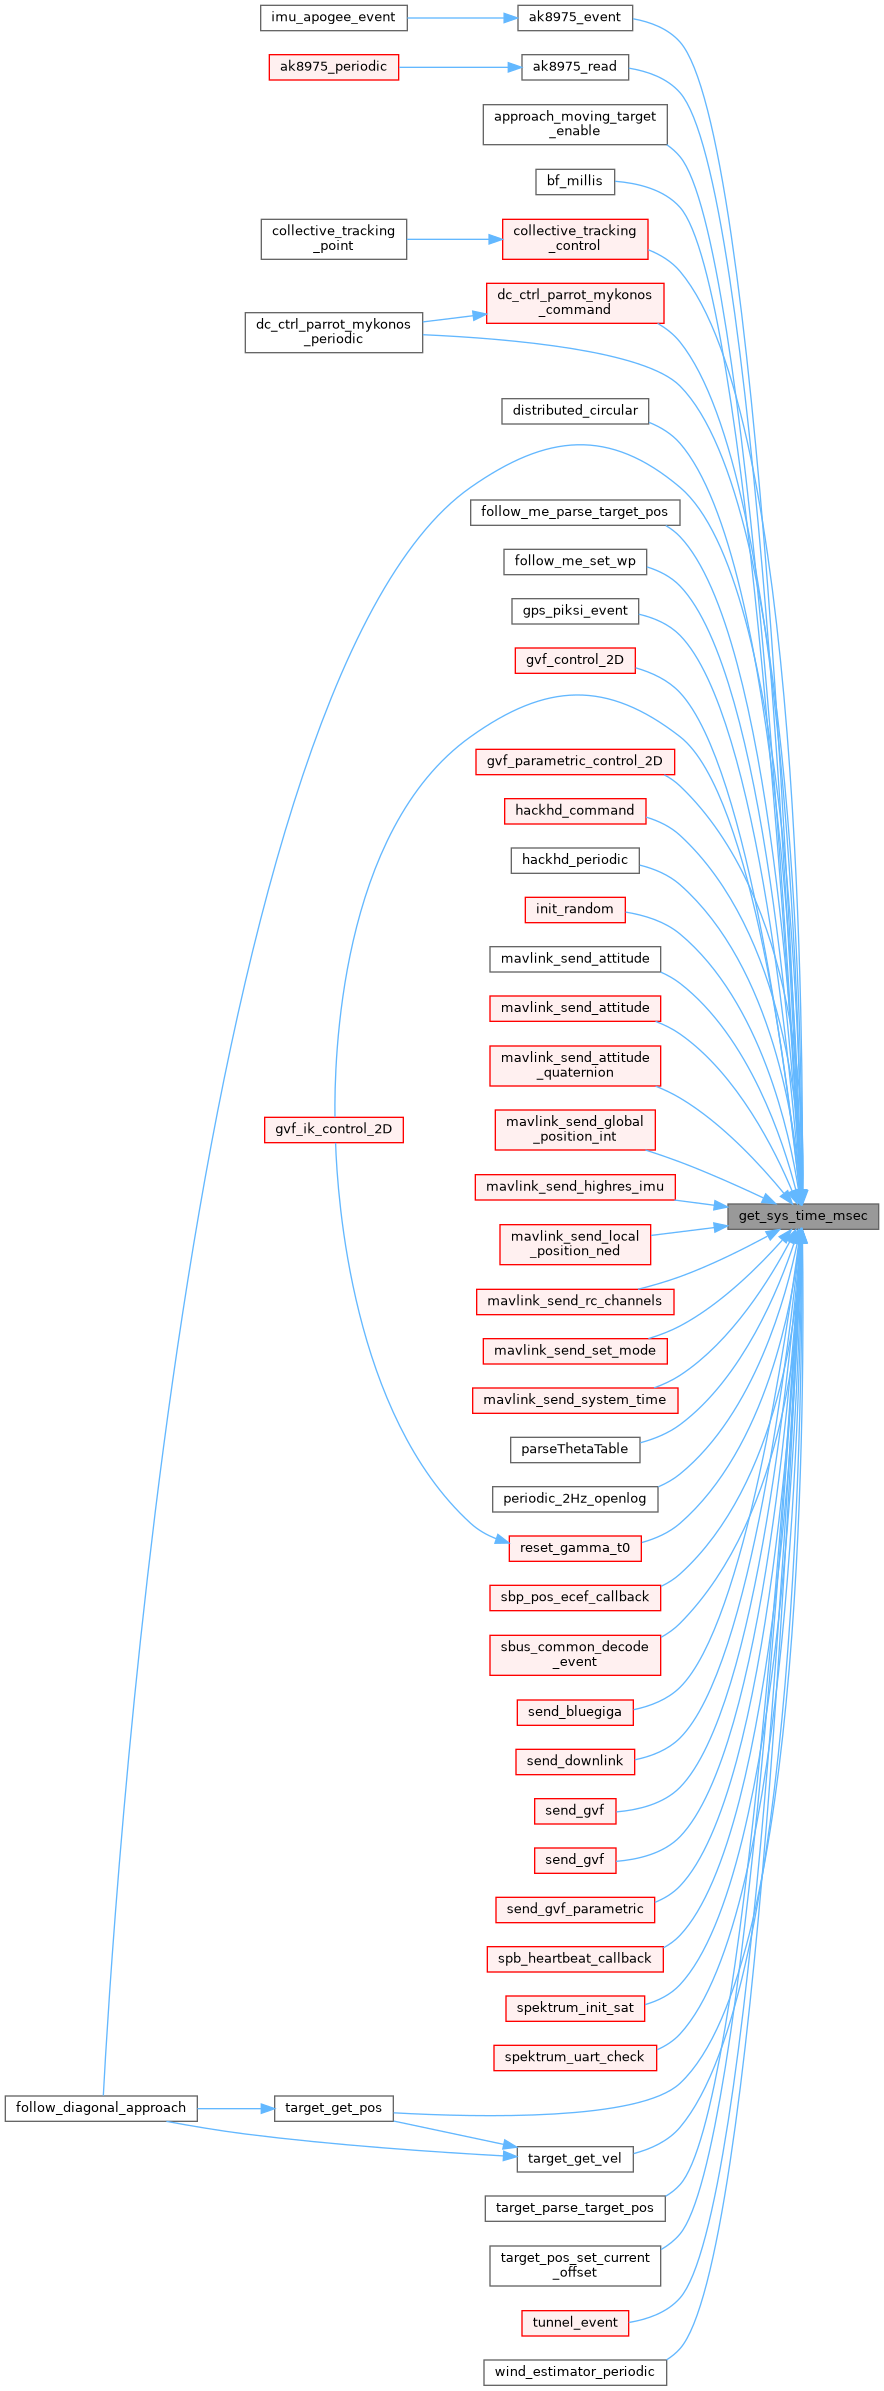 imu_apogee_event
ak8975_event
ak8975_periodic
ak8975_read
approach_moving_target
_enable
bf_millis
collective_tracking
_point
collective_tracking
_control
dc_ctrl_parrot_mykonos
_command
dc_ctrl_parrot_mykonos
_periodic
distributed_circular
follow_me_parse_target_pos
follow_me_set_wp
gps_piksi_event
gvf_control_2D
gvf_parametric_control_2D
hackhd_command
hackhd_periodic
init_random
mavlink_send_attitude
mavlink_send_attitude
mavlink_send_attitude
_quaternion
gvf_ik_control_2D
mavlink_send_global
_position_int
mavlink_send_highres_imu
get_sys_time_msec
mavlink_send_local
_position_ned
mavlink_send_rc_channels
mavlink_send_set_mode
mavlink_send_system_time
parseThetaTable
periodic_2Hz_openlog
reset_gamma_t0
sbp_pos_ecef_callback
sbus_common_decode
_event
send_bluegiga
send_downlink
send_gvf
send_gvf
send_gvf_parametric
spb_heartbeat_callback
spektrum_init_sat
spektrum_uart_check
follow_diagonal_approach
target_get_pos
target_get_vel
target_parse_target_pos
target_pos_set_current
_offset
tunnel_event
wind_estimator_periodic